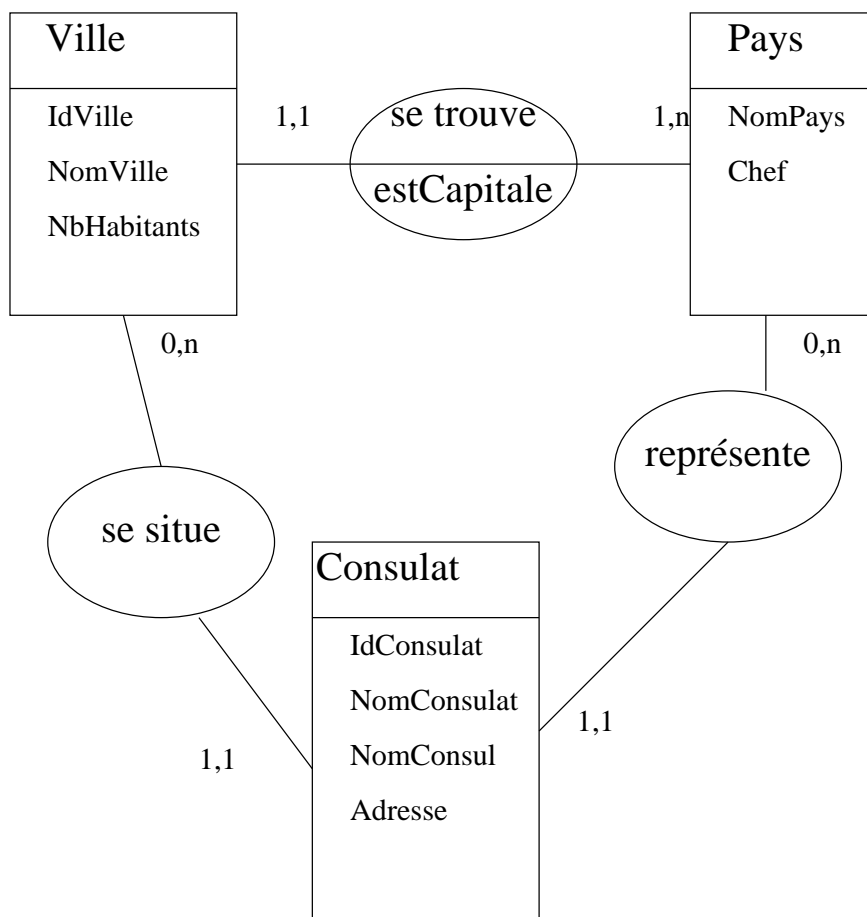 Ville
IdVille
NomVille
NbHabitants
1,1
se trouve
estCapitale
1,n
Pays
NomPays
Chef
0,n
0,n
se situe
représente
Consulat
IdConsulat
NomConsulat
NomConsul
Adresse
1,1
1,1